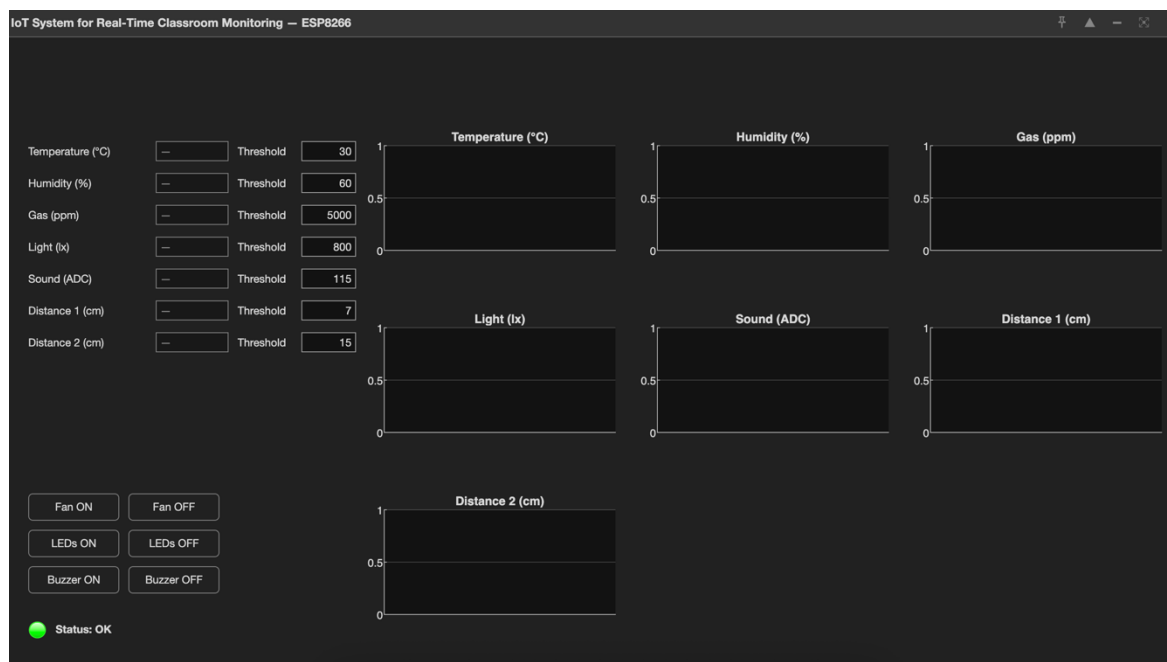 IoT System for Real-Time Classroom Monitoring — ESP8266
Temperature (°C) — Threshold 30
Humidity (%) — Threshold 60
Gas (ppm) — Threshold 5000
Light (lx) — Threshold 800
Sound (ADC) — Threshold 115
Distance 1 (cm) — Threshold 7
Distance 2 (cm) — Threshold 15
Fan ON Fan OFF
LEDs ON LEDs OFF
Buzzer ON Buzzer OFF
Status: OK
Temperature (°C)
1
0.5
0
Humidity (%)
1
0.5
0
Gas (ppm)
1
0.5
0
Light (lx)
1
0.5
0
Sound (ADC)
1
0.5
0
Distance 1 (cm)
1
0.5
0
Distance 2 (cm)
1
0.5
0